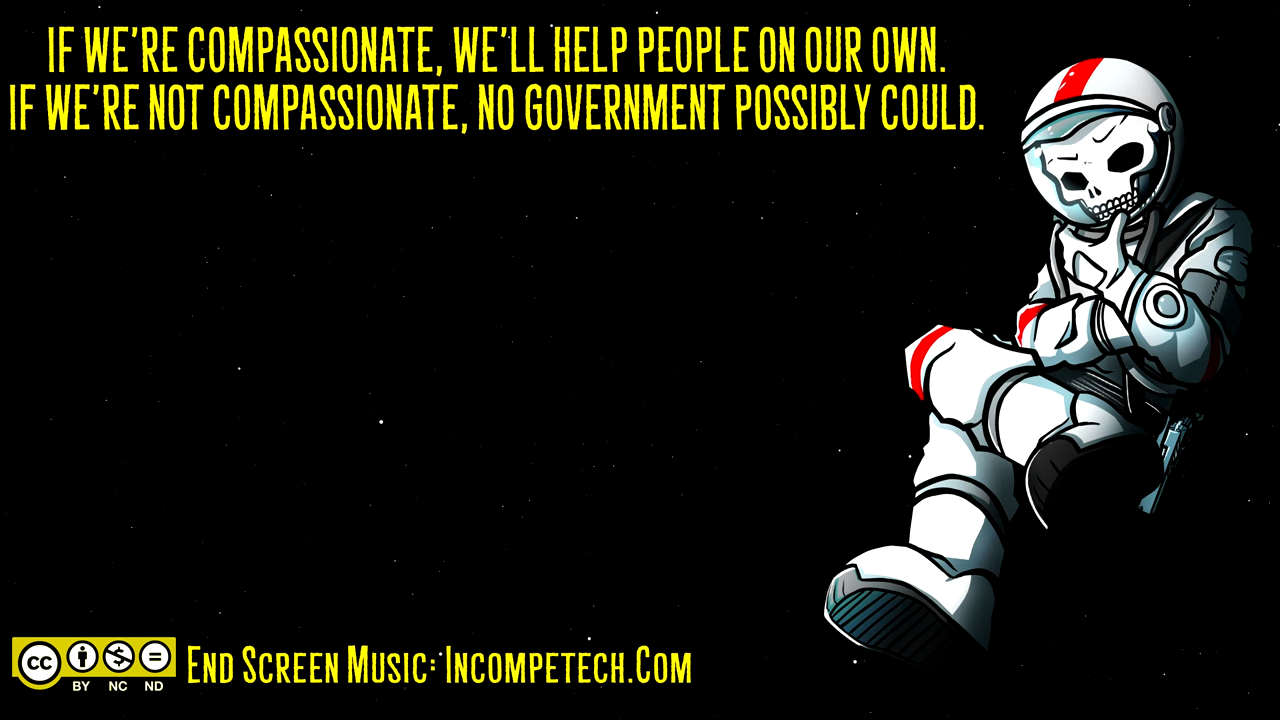 IF WE'RE COMPASSIONATE, WE'LL HELP PEOPLE ON OUR OWN.
IF WE'RE NOT COMPASSIONATE, NO GOVERNMENT POSSIBLY COULD.
CC BY NC ND
END SCREEN MUSIC: INCOMPETECH.COM